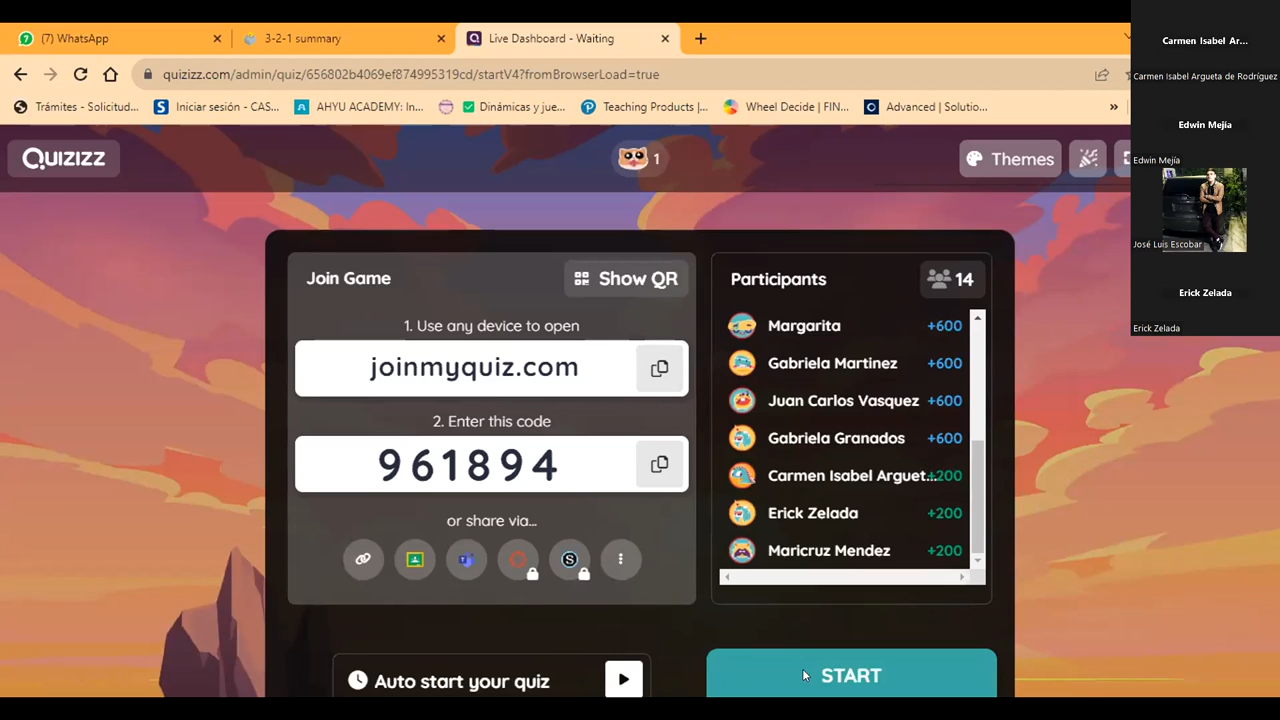 (7) WhatsApp
3-2-1 summary
Live Dashboard - Waiting
quizizz.com/admin/quiz/656802b4069ef874995319cd/startV4?fromBrowserLoad=true
Trámites - Solicitud...
Iniciar sesión - CAS...
AHYU ACADEMY: In...
Dinámicas y jue...
Teaching Products |...
Wheel Decide | FIN...
Advanced | Solutio...
»
QUIZIZZ
1
Themes
Join Game
Show QR
1. Use any device to open
joinmyquiz.com
2. Enter this code
961894
or share via...
Participants
14
Margarita +600
Gabriela Martinez +600
Juan Carlos Vasquez +600
Gabriela Granados +600
Carmen Isabel Arguet... +200
Erick Zelada +200
Maricruz Mendez +200
Auto start your quiz
START
Carmen Isabel Ar...
Carmen Isabel Argueta de Rodríguez
Edwin Mejía
Edwin Mejía
José Luis Escobar
Erick Zelada
Erick Zelada